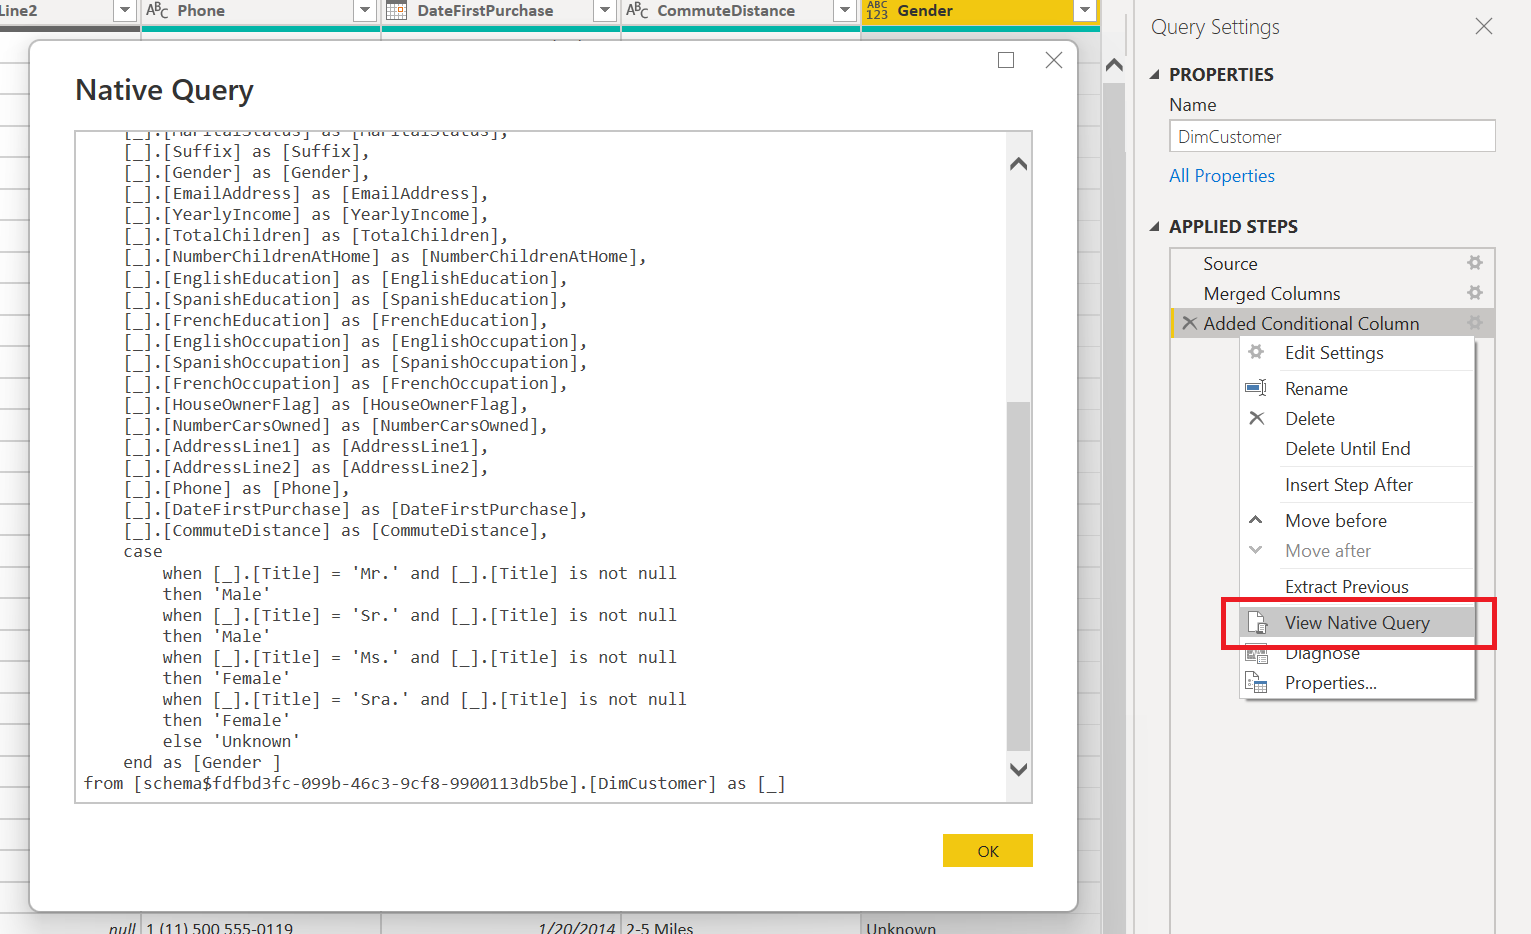 Line2
ABC Phone
DateFirstPurchase
ABC CommuteDistance
ABC 123 Gender
Native Query
[_].[MaritalStatus] as [MaritalStatus],
[_].[Suffix] as [Suffix],
[_].[Gender] as [Gender],
[_].[EmailAddress] as [EmailAddress],
[_].[YearlyIncome] as [YearlyIncome],
[_].[TotalChildren] as [TotalChildren],
[_].[NumberChildrenAtHome] as [NumberChildrenAtHome],
[_].[EnglishEducation] as [EnglishEducation],
[_].[SpanishEducation] as [SpanishEducation],
[_].[FrenchEducation] as [FrenchEducation],
[_].[EnglishOccupation] as [EnglishOccupation],
[_].[SpanishOccupation] as [SpanishOccupation],
[_].[FrenchOccupation] as [FrenchOccupation],
[_].[HouseOwnerFlag] as [HouseOwnerFlag],
[_].[NumberCarsOwned] as [NumberCarsOwned],
[_].[AddressLine1] as [AddressLine1],
[_].[AddressLine2] as [AddressLine2],
[_].[Phone] as [Phone],
[_].[DateFirstPurchase] as [DateFirstPurchase],
[_].[CommuteDistance] as [CommuteDistance],
case
when [_].[Title] = 'Mr.' and [_].[Title] is not null
then 'Male'
when [_].[Title] = 'Sr.' and [_].[Title] is not null
then 'Male'
when [_].[Title] = 'Ms.' and [_].[Title] is not null
then 'Female'
when [_].[Title] = 'Sra.' and [_].[Title] is not null
then 'Female'
else 'Unknown'
end as [Gender ]
from [schema$fdfbd3fc-099b-46c3-9cf8-9900113db5be].[DimCustomer] as [_]
OK
null
1 (11) 500 555-0119
1/20/2014
2-5 Miles
Unknown
Query Settings
PROPERTIES
Name
DimCustomer
All Properties
APPLIED STEPS
Source
Merged Columns
Added Conditional Column
Edit Settings
Rename
Delete
Delete Until End
Insert Step After
Move before
Move after
Extract Previous
View Native Query
Diagnose
Properties...